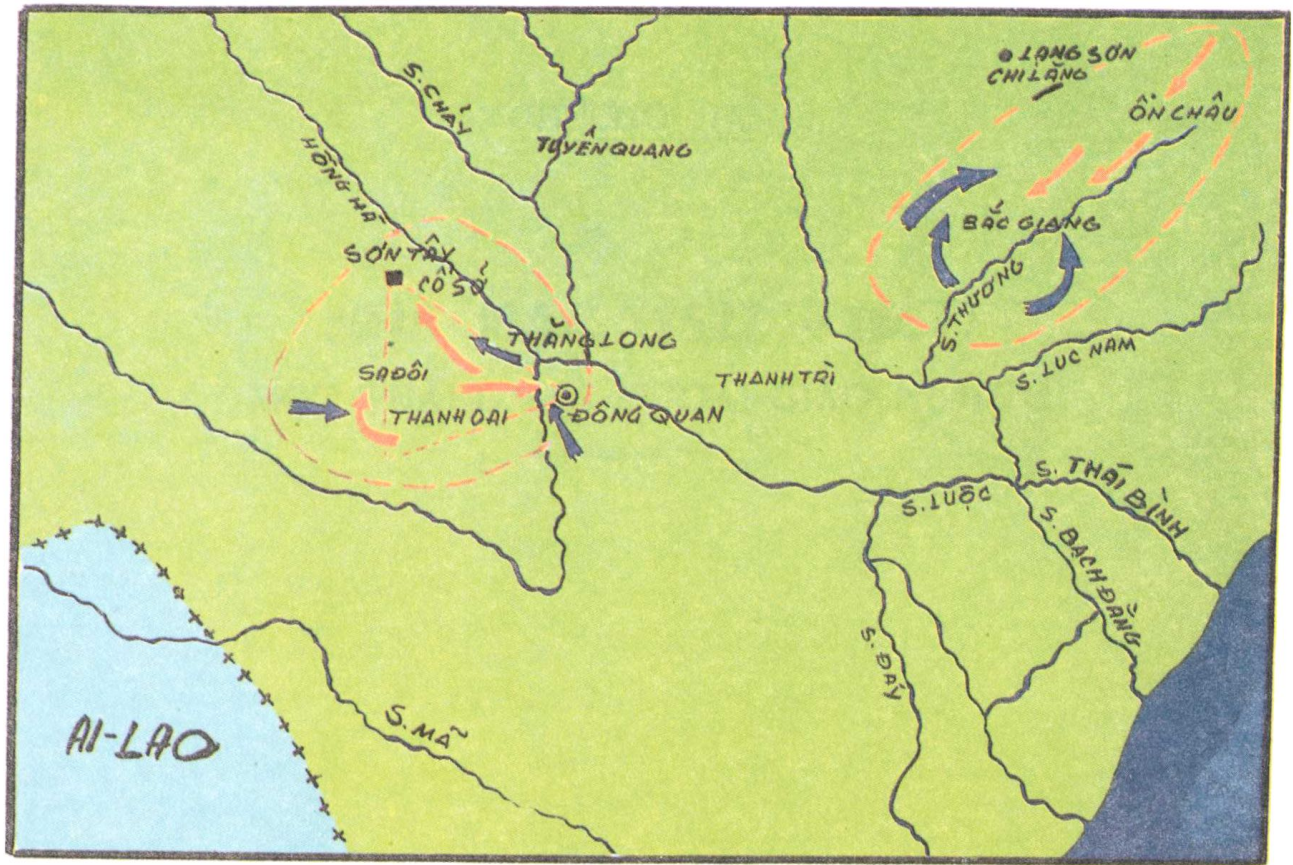 LẠNG SƠN
CHI LĂNG
ÔN CHÂU
S. CHẢY
TUYÊN QUANG
HỒNG HÀ
BẮC GIANG
SƠN TÂY
CỔ SỞ
S. THƯƠNG
THĂNG LONG
S. LỤC NAM
SA ĐÔI
THANH TRÌ
THANH OAI
ĐÔNG QUAN
S. THÁI BÌNH
S. LUỘC
S. BẠCH ĐẰNG
S. ĐÁY
S. MÃ
AI-LAO